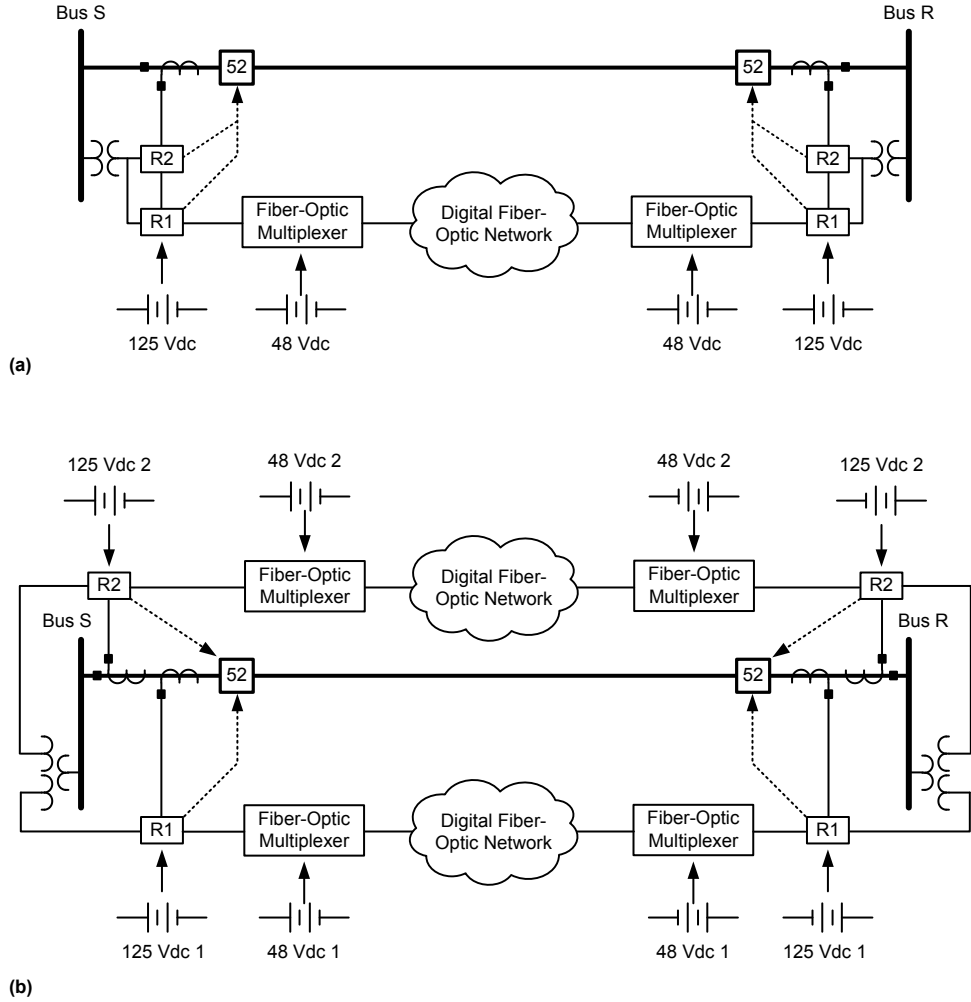 Bus S
Bus R
52
52
R2
R2
R1
Fiber-Optic
Multiplexer
Digital Fiber-
Optic Network
Fiber-Optic
Multiplexer
R1
125 Vdc
48 Vdc
48 Vdc
125 Vdc
(a)
125 Vdc 2
48 Vdc 2
48 Vdc 2
125 Vdc 2
R2
Fiber-Optic
Multiplexer
Digital Fiber-
Optic Network
Fiber-Optic
Multiplexer
R2
Bus S
Bus R
52
52
R1
Fiber-Optic
Multiplexer
Digital Fiber-
Optic Network
Fiber-Optic
Multiplexer
R1
125 Vdc 1
48 Vdc 1
48 Vdc 1
125 Vdc 1
(b)